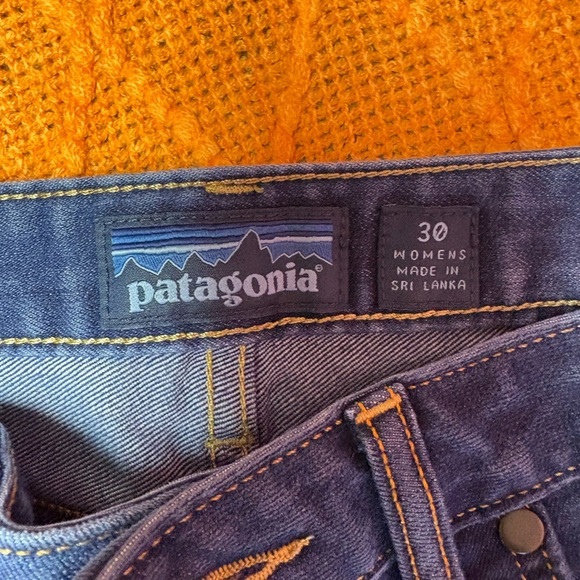 patagonia®
30
WOMENS
MADE IN
SRI LANKA